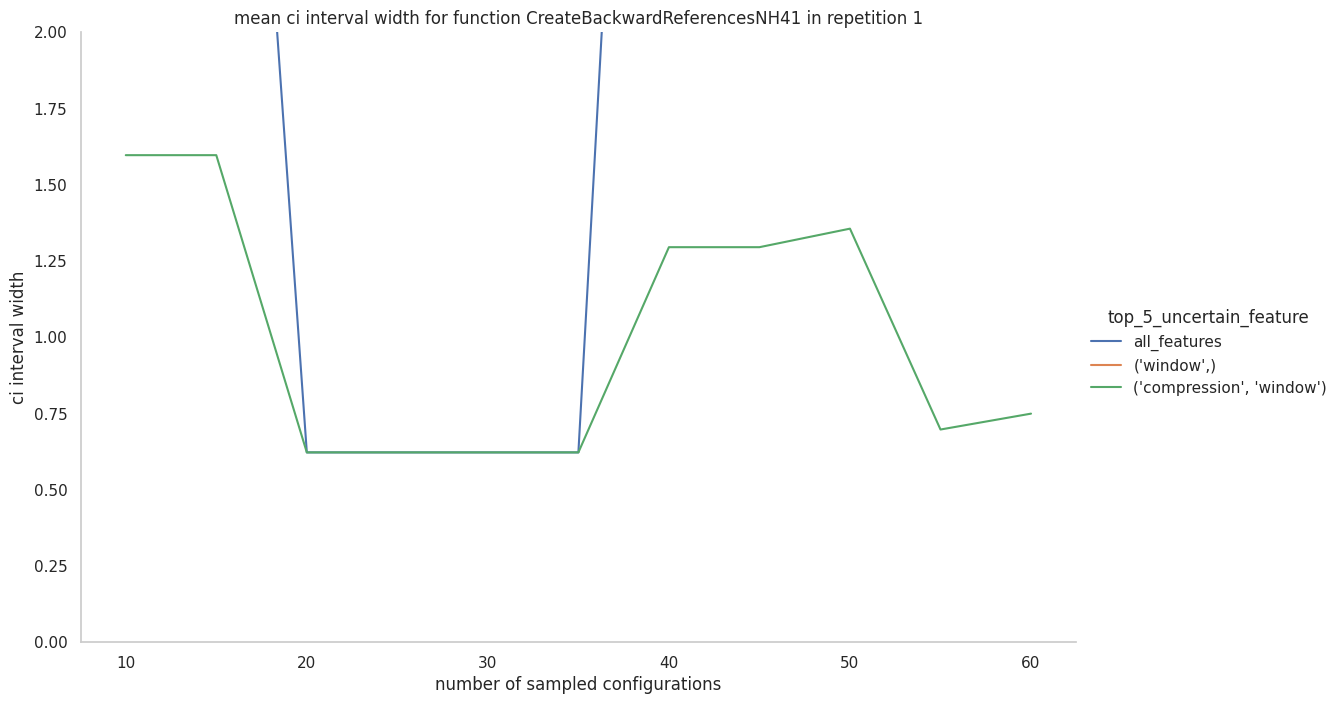 mean ci interval width for function CreateBackwardReferencesNH41 in repetition 1
2.00
1.75
1.50
1.25
1.00
0.75
0.50
0.25
0.00
ci interval width
10
20
30
40
50
60
number of sampled configurations
top_5_uncertain_feature
all_features
('window',)
('compression', 'window')